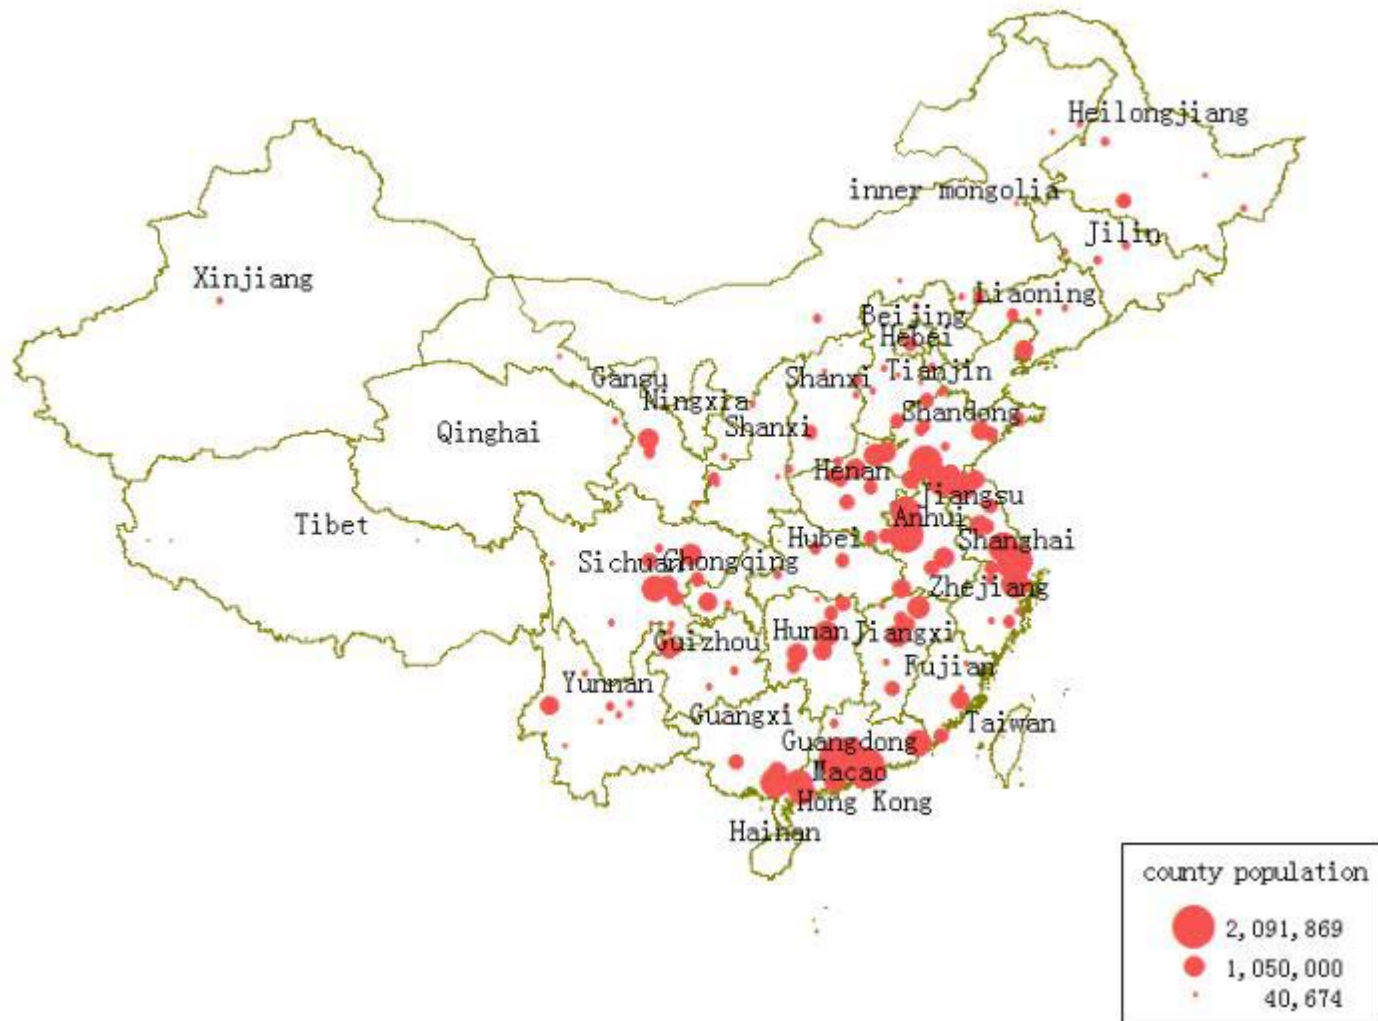 Heilongjiang
inner mongolia
Jilin
Xinjiang
Liaoning
Beijing
Hebei
Gangu
Shanxi
Tianjin
Ningxia
Shandong
Qinghai
Shanxi
Henan
Jiangsu
Tibet
Anhui
Hubei
Shanghai
Sichuan
Chongqing
Zhejiang
Guizhou
Hunan
Jiangxi
Fujian
Yunnan
Guangxi
Taiwan
Guangdong
Macao
Hong Kong
Hainan
county population
2,091,869
1,050,000
40,674